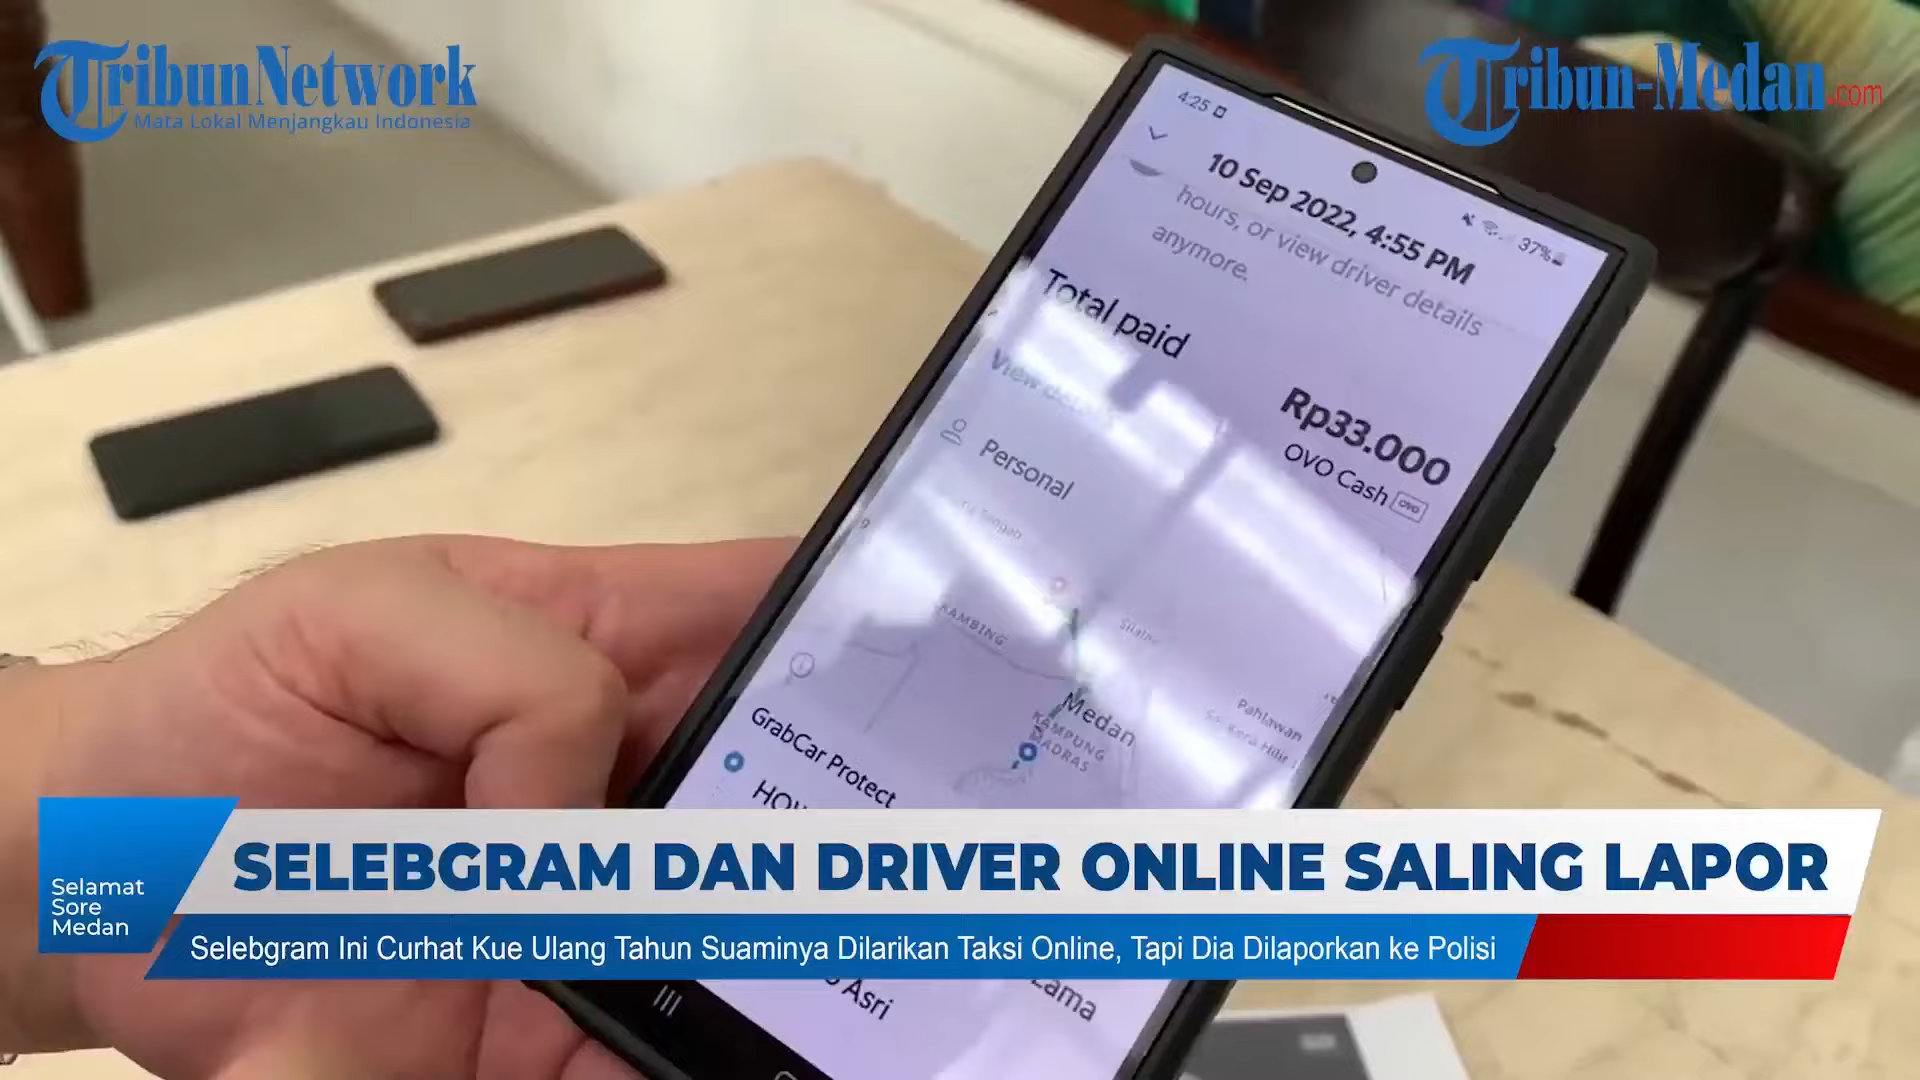 Tribun Network
Mata Lokal Menjangkau Indonesia
Tribun-Medan.com
4:25
37%
10 Sep 2022, 4:55 PM
hours, or view driver details
anymore.
Total paid
Rp33.000
OVO Cash
OVO
Personal
KAMBING
Medan
KAMPUNG
MADRAS
Pahlawan
GrabCar Protect
SELEBGRAM DAN DRIVER ONLINE SALING LAPOR
Selamat
Sore
Medan
Selebgram Ini Curhat Kue Ulang Tahun Suaminya Dilarikan Taksi Online, Tapi Dia Dilaporkan ke Polisi
Asri